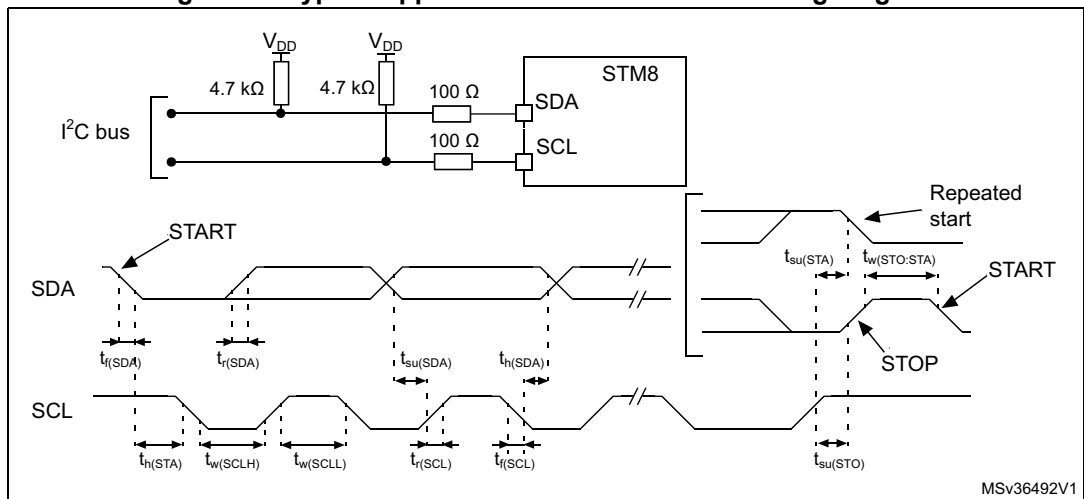 V_DD V_DD
4.7 kΩ 4.7 kΩ
STM8
100 Ω
SDA
I²C bus
100 Ω
SCL
Repeated
start
START
t_su(STA) t_w(STO:STA)
START
SDA
t_f(SDA) t_r(SDA) t_su(SDA) t_h(SDA)
STOP
SCL
t_h(STA) t_w(SCLH) t_w(SCLL) t_r(SCL) t_f(SCL) t_su(STO)
MSv36492V1